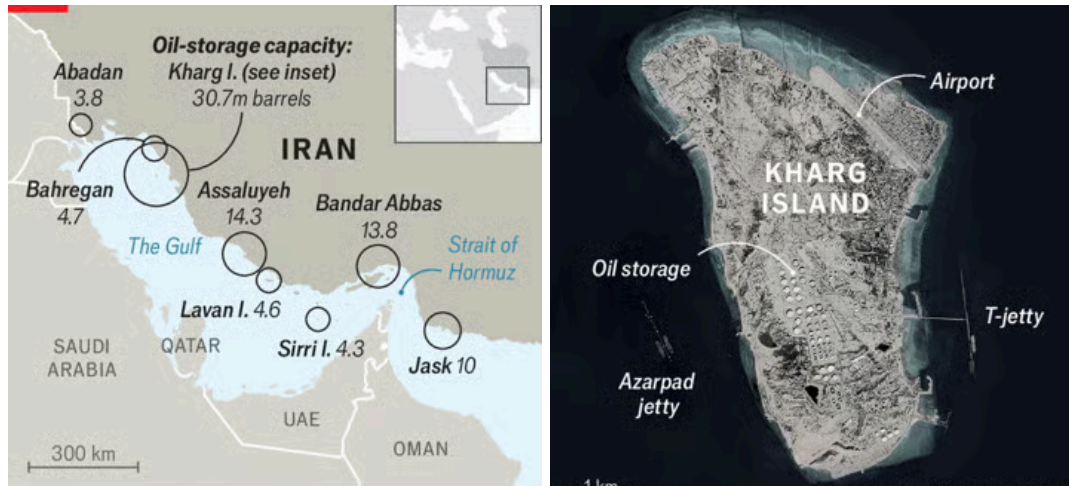 Oil-storage capacity:
Kharg I. (see inset)
30.7m barrels
Abadan
3.8
IRAN
Bahregan
4.7
Assaluyeh
14.3
Bandar Abbas
13.8
The Gulf
Strait of
Hormuz
Lavan I. 4.6
Sirri I. 4.3
Jask 10
SAUDI
ARABIA
QATAR
UAE
OMAN
300 km
Airport
KHARG
ISLAND
Oil storage
T-jetty
Azarpad
jetty
1 km